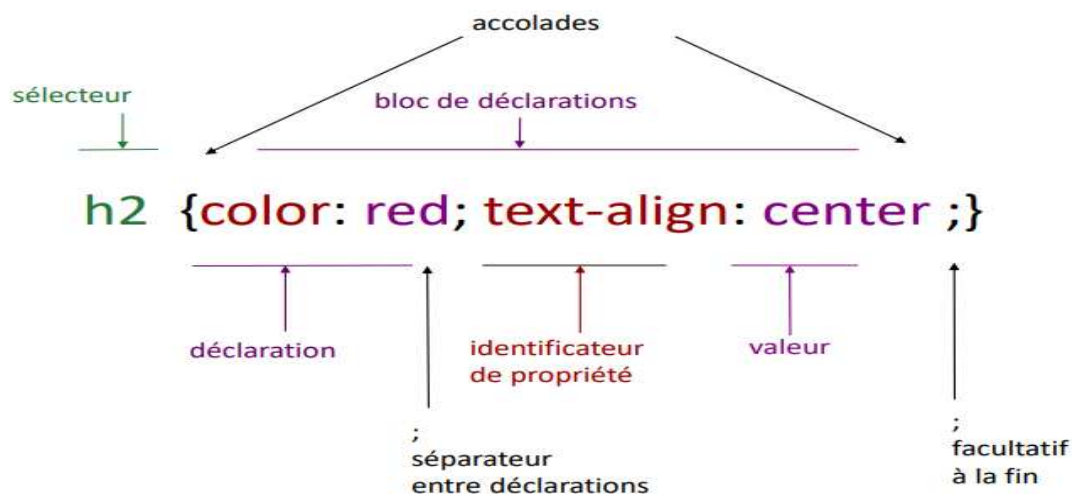 accolades
sélecteur
bloc de déclarations
h2 {color: red; text-align: center ;}
déclaration
identificateur
de propriété
valeur
;
séparateur
entre déclarations
;
facultatif
à la fin